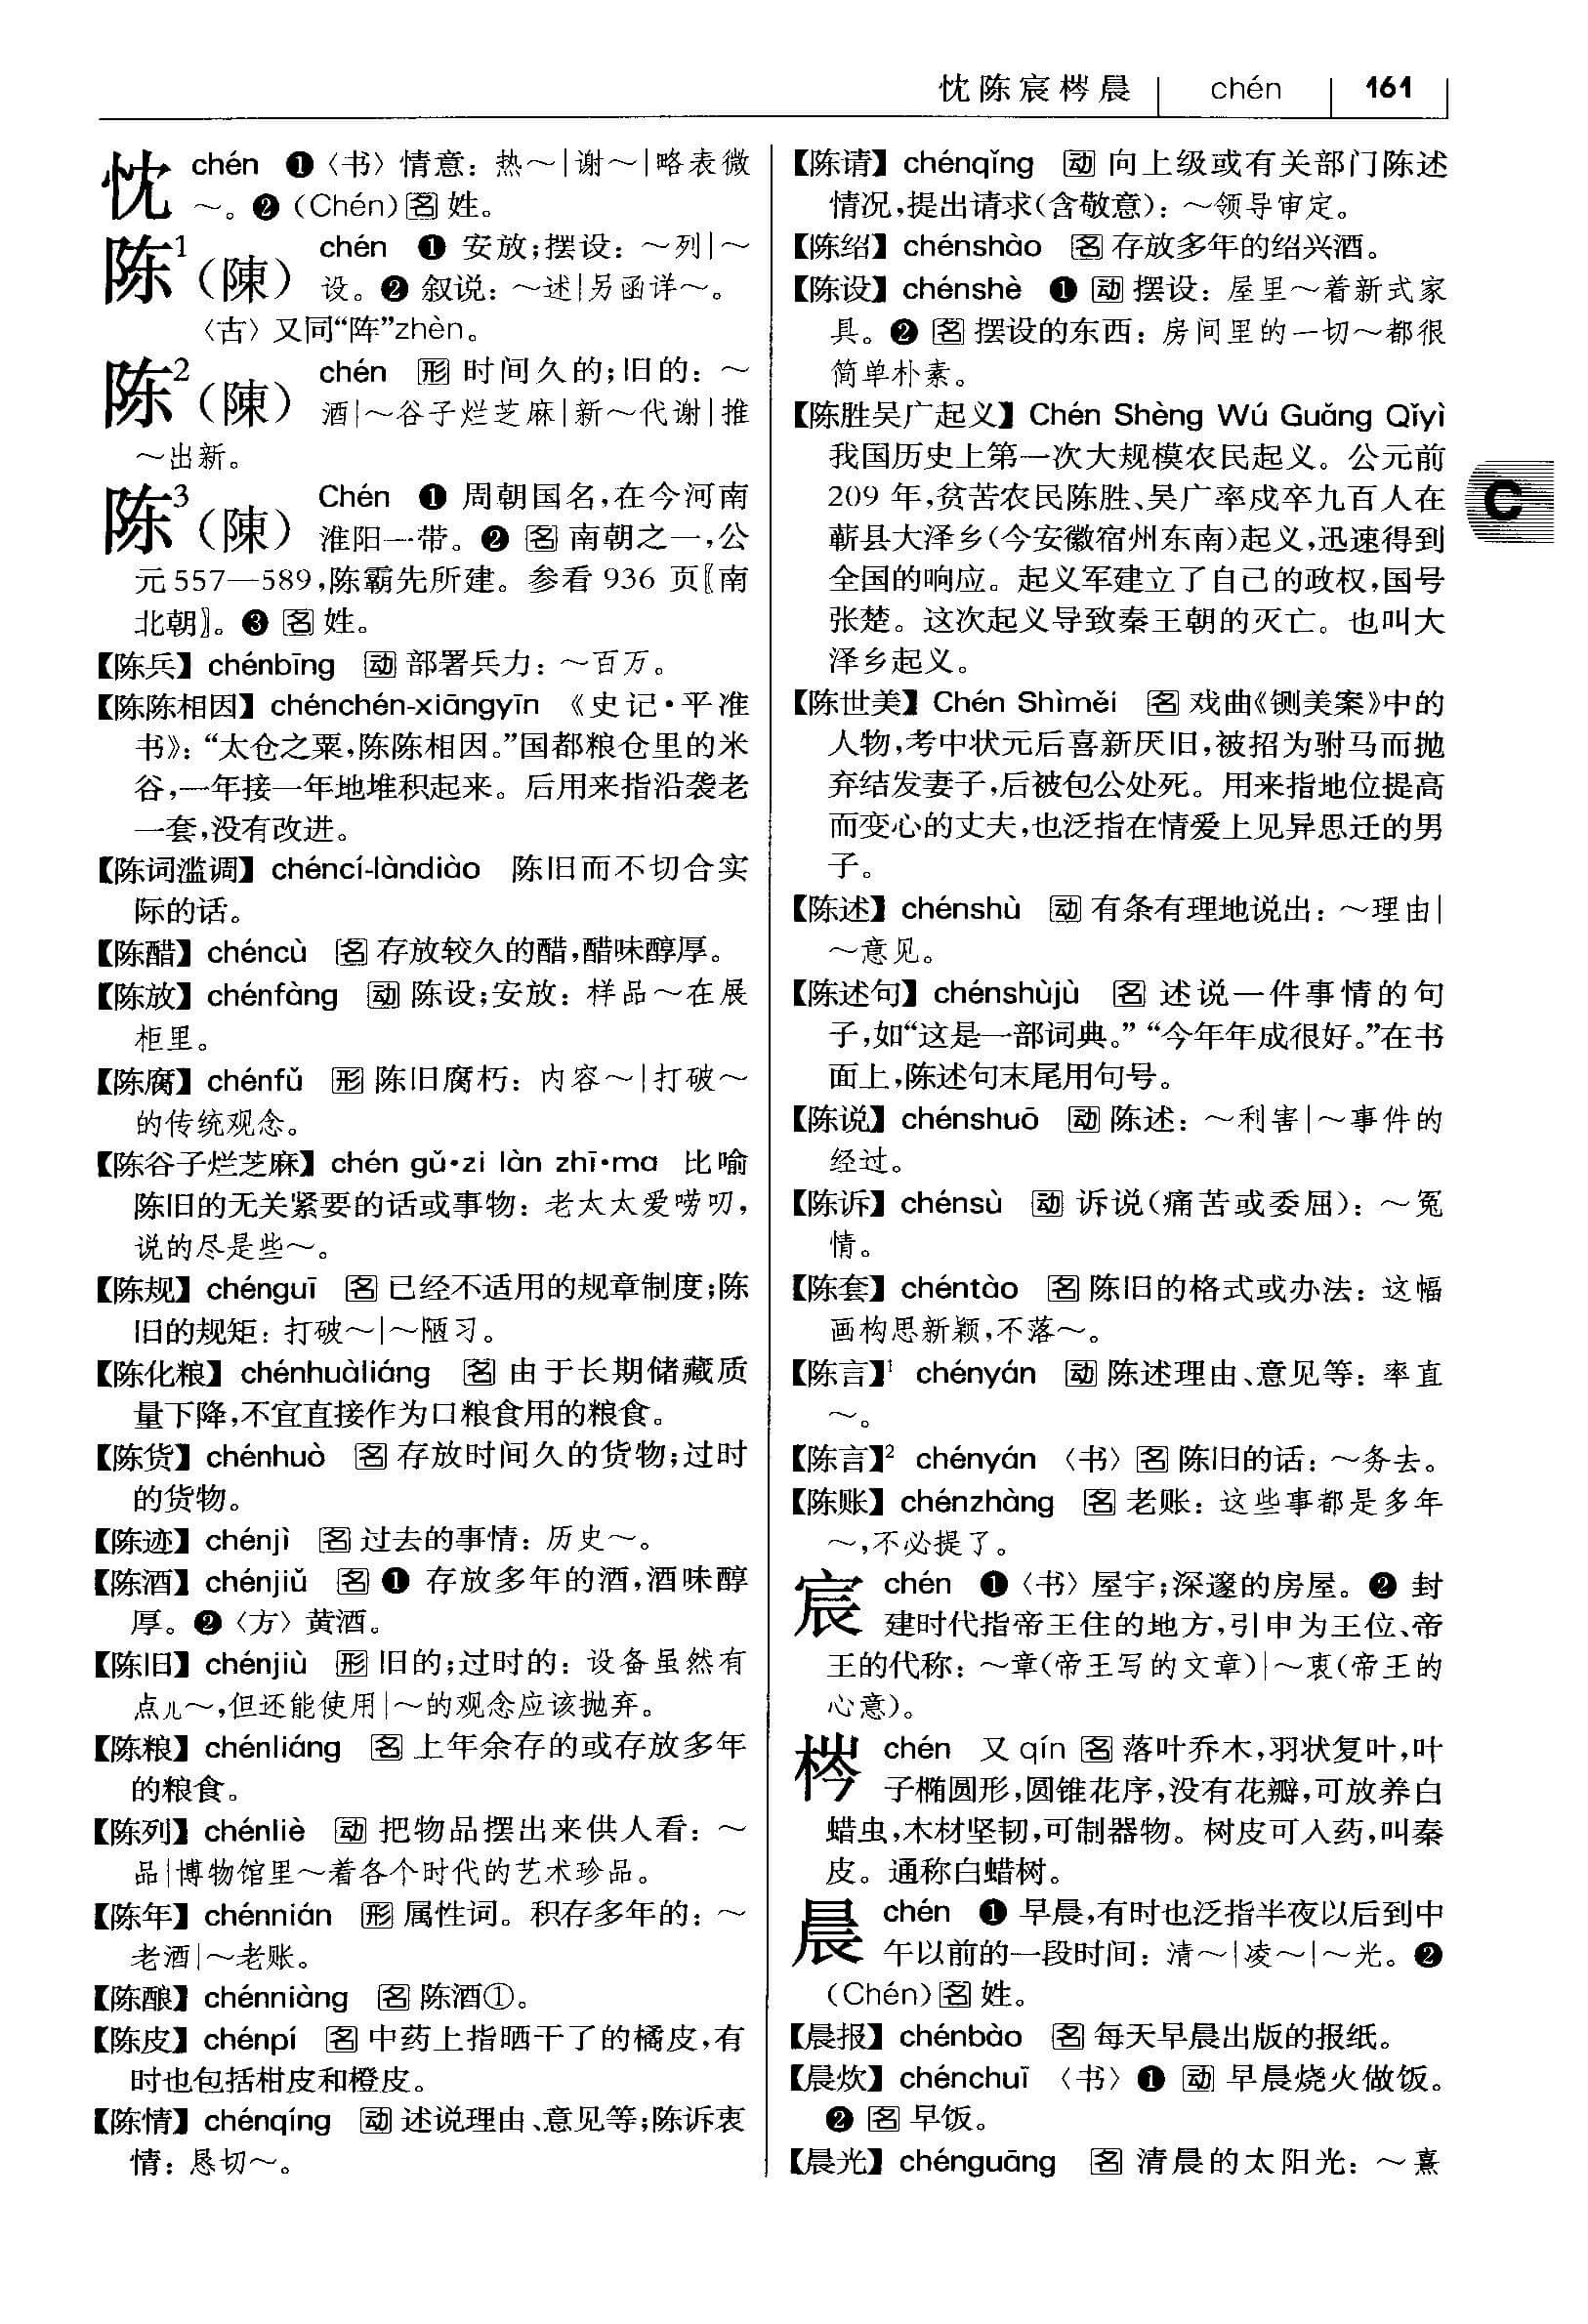 忱陈宸梣晨 chén 161
忱 chén ❶〈书〉情意：热～|谢～|略表微
～。❷（Chén）[名]姓。
陈¹（陳） chén ❶ 安放；摆设：～列|～
设。❷ 叙说：～述|另函详～。
〈古〉又同“阵”zhèn。
陈²（陳） chén [形] 时间久的；旧的：～
酒|～谷子烂芝麻|新～代谢|推
～出新。
陈³（陳） Chén ❶ 周朝国名，在今河南
淮阳一带。❷ [名] 南朝之一，公
元557—589，陈霸先所建。参看 936 页〖南
北朝〗。❸ [名] 姓。
【陈兵】chénbīng [动] 部署兵力：～百万。
【陈陈相因】chénchén-xiāngyīn 《史记·平准
书》：“太仓之粟，陈陈相因。”国都粮仓里的米
谷，一年接一年地堆积起来。后用来指沿袭老
一套，没有改进。
【陈词滥调】chéncí-làndiào 陈旧而不切合实
际的话。
【陈醋】chéncù [名] 存放较久的醋，醋味醇厚。
【陈放】chénfàng [动] 陈设；安放：样品～在展
柜里。
【陈腐】chénfǔ [形] 陈旧腐朽：内容～|打破～
的传统观念。
【陈谷子烂芝麻】chén gǔ·zi làn zhī·ma 比喻
陈旧的无关紧要的话或事物：老太太爱唠叨，
说的尽是些～。
【陈规】chénguī [名] 已经不适用的规章制度；陈
旧的规矩：打破～|～陋习。
【陈化粮】chénhuàliáng [名] 由于长期储藏质
量下降，不宜直接作为口粮食用的粮食。
【陈货】chénhuò [名] 存放时间久的货物；过时
的货物。
【陈迹】chénjì [名] 过去的事情：历史～。
【陈酒】chénjiǔ [名] ❶ 存放多年的酒，酒味醇
厚。❷〈方〉黄酒。
【陈旧】chénjiù [形] 旧的；过时的：设备虽然有
点儿～，但还能使用|～的观念应该抛弃。
【陈粮】chénliáng [名] 上年余存的或存放多年
的粮食。
【陈列】chénliè [动] 把物品摆出来供人看：～
品|博物馆里～着各个时代的艺术珍品。
【陈年】chénnián [形] 属性词。积存多年的：～
老酒|～老账。
【陈酿】chénniàng [名] 陈酒①。
【陈皮】chénpí [名] 中药上指晒干了的橘皮，有
时也包括柑皮和橙皮。
【陈情】chénqíng [动] 述说理由、意见等；陈诉衷
情：恳切～。
【陈请】chénqǐng [动] 向上级或有关部门陈述
情况，提出请求（含敬意）：～领导审定。
【陈绍】chénshào [名] 存放多年的绍兴酒。
【陈设】chénshè ❶ [动] 摆设：屋里～着新式家
具。❷ [名] 摆设的东西：房间里的一切～都很
简单朴素。
【陈胜吴广起义】Chén Shèng Wú Guǎng Qǐyì
我国历史上第一次大规模农民起义。公元前
209 年，贫苦农民陈胜、吴广率戍卒九百人在
蕲县大泽乡（今安徽宿州东南）起义，迅速得到
全国的响应。起义军建立了自己的政权，国号
张楚。这次起义导致秦王朝的灭亡。也叫大
泽乡起义。
【陈世美】Chén Shìměi [名] 戏曲《铡美案》中的
人物，考中状元后喜新厌旧，被招为驸马而抛
弃结发妻子，后被包公处死。用来指地位提高
而变心的丈夫，也泛指在情爱上见异思迁的男
子。
【陈述】chénshù [动] 有条有理地说出：～理由|
～意见。
【陈述句】chénshùjù [名] 述说一件事情的句
子，如“这是一部词典。”“今年年成很好。”在书
面上，陈述句末尾用句号。
【陈说】chénshuō [动] 陈述：～利害|～事件的
经过。
【陈诉】chénsù [动] 诉说（痛苦或委屈）：～冤
情。
【陈套】chéntào [名] 陈旧的格式或办法：这幅
画构思新颖，不落～。
【陈言】¹ chényán [动] 陈述理由、意见等：率直
～。
【陈言】² chényán 〈书〉[名] 陈旧的话：～务去。
【陈账】chénzhàng [名] 老账：这些事都是多年
～，不必提了。
宸 chén ❶〈书〉屋宇；深邃的房屋。❷ 封
建时代指帝王住的地方，引申为王位、帝
王的代称：～章（帝王写的文章）|～衷（帝王的
心意）。
梣 chén 又 qín [名] 落叶乔木，羽状复叶，叶
子椭圆形，圆锥花序，没有花瓣，可放养白
蜡虫，木材坚韧，可制器物。树皮可入药，叫秦
皮。通称白蜡树。
晨 chén ❶ 早晨，有时也泛指半夜以后到中
午以前的一段时间：清～|凌～|～光。❷
（Chén）[名] 姓。
【晨报】chénbào [名] 每天早晨出版的报纸。
【晨炊】chénchuī 〈书〉❶ [动] 早晨烧火做饭。
❷ [名] 早饭。
【晨光】chénguāng [名] 清晨的太阳光：～熹
C